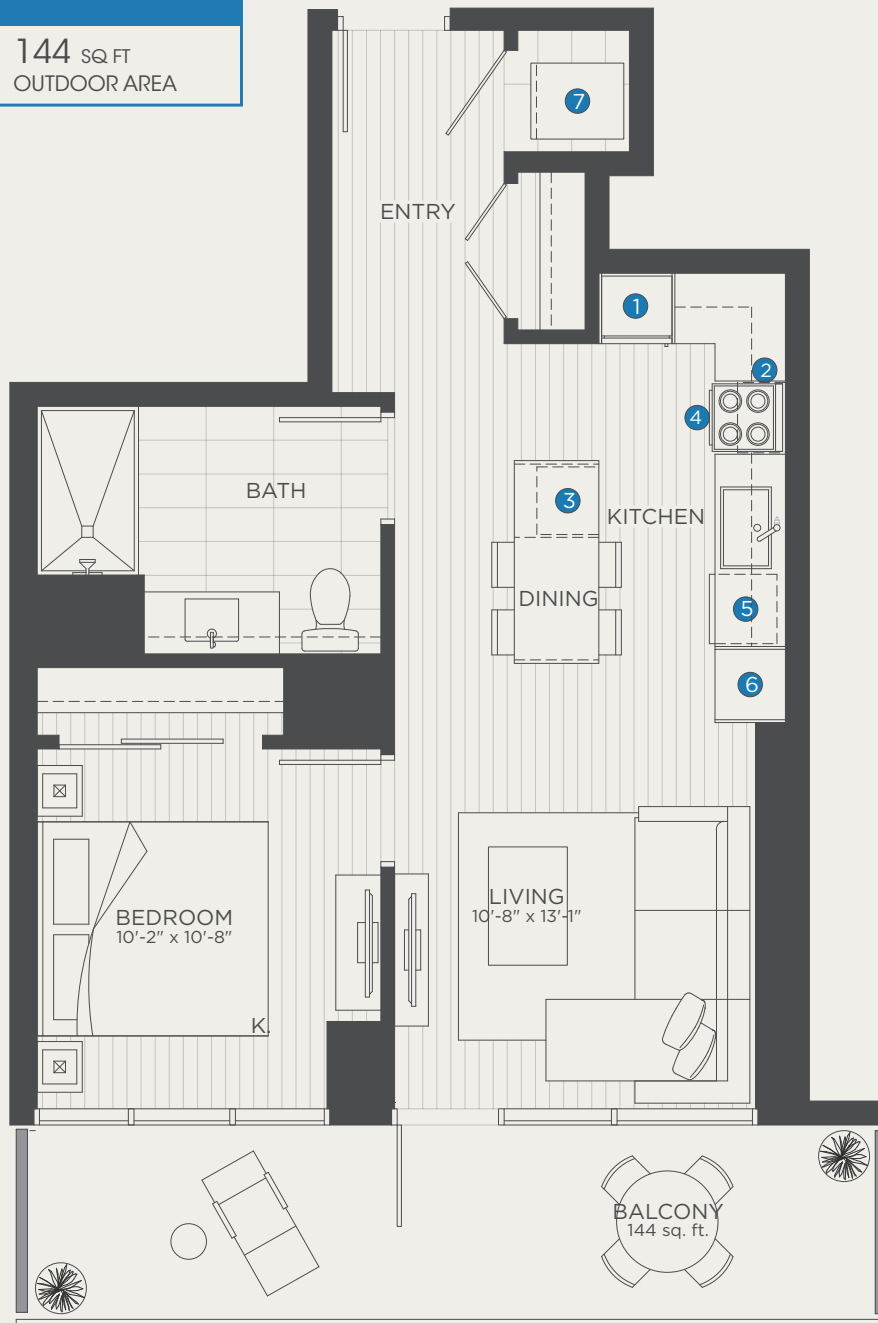 144 SQ FT
OUTDOOR AREA
7
ENTRY
1
2
4
BATH
3
KITCHEN
DINING
5
6
LIVING
10'-8" x 13'-1"
BEDROOM
10'-2" x 10'-8"
K.
BALCONY
144 sq. ft.